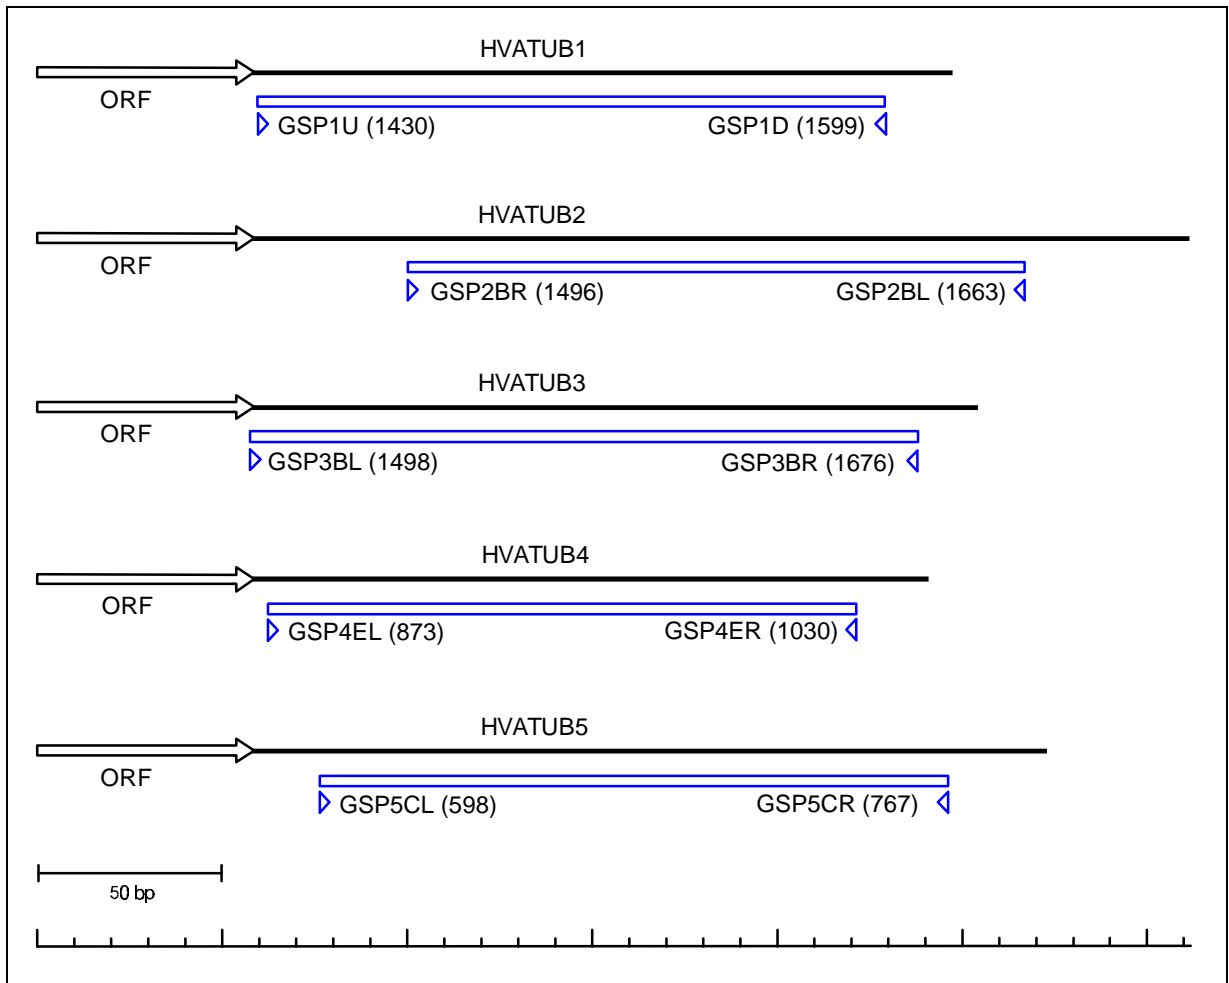 HVATUB1
ORF
GSP1U (1430) GSP1D (1599)
HVATUB2
ORF
GSP2BR (1496) GSP2BL (1663)
HVATUB3
ORF
GSP3BL (1498) GSP3BR (1676)
HVATUB4
ORF
GSP4EL (873) GSP4ER (1030)
HVATUB5
ORF
GSP5CL (598) GSP5CR (767)
50 bp